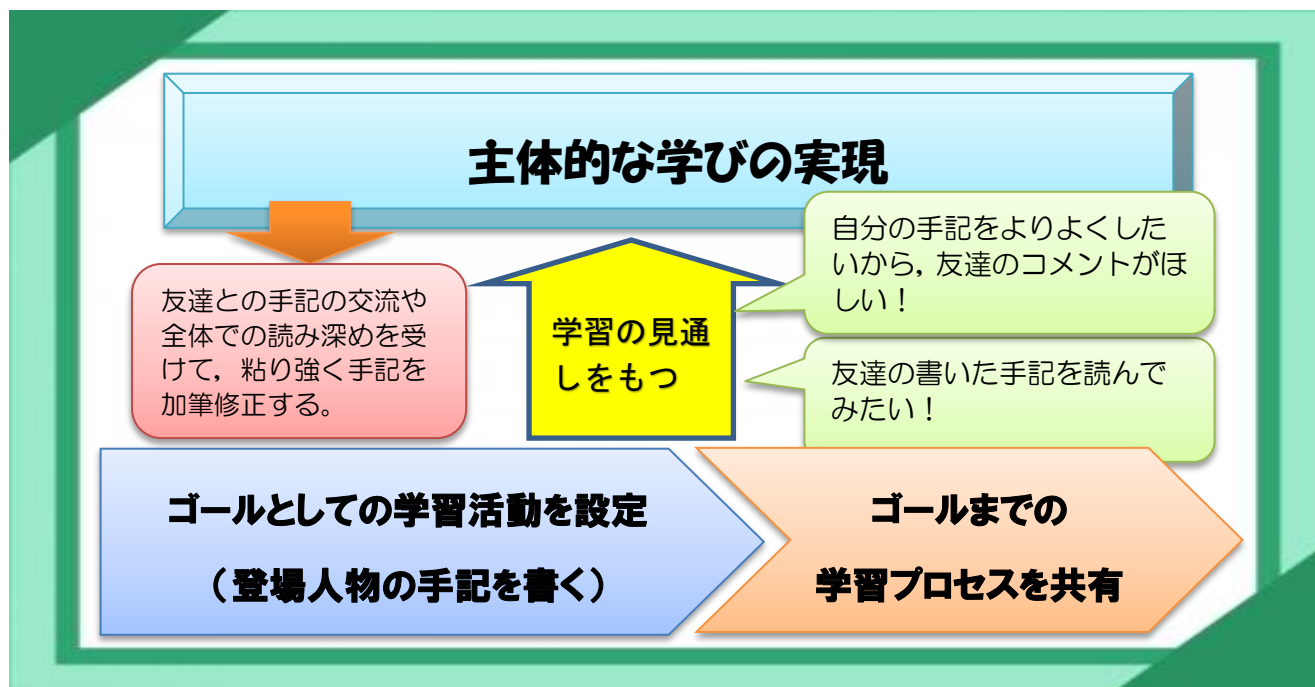 主体的な学びの実現
自分の手記をよりよくした
いから，友達のコメントがほ
しい！
友達との手記の交流や
全体での読み深めを受
けて，粘り強く手記を
加筆修正する。
学習の見通
しをもつ
友達の書いた手記を読んで
みたい！
ゴールとしての学習活動を設定
（登場人物の手記を書く）
ゴールまでの
学習プロセスを共有